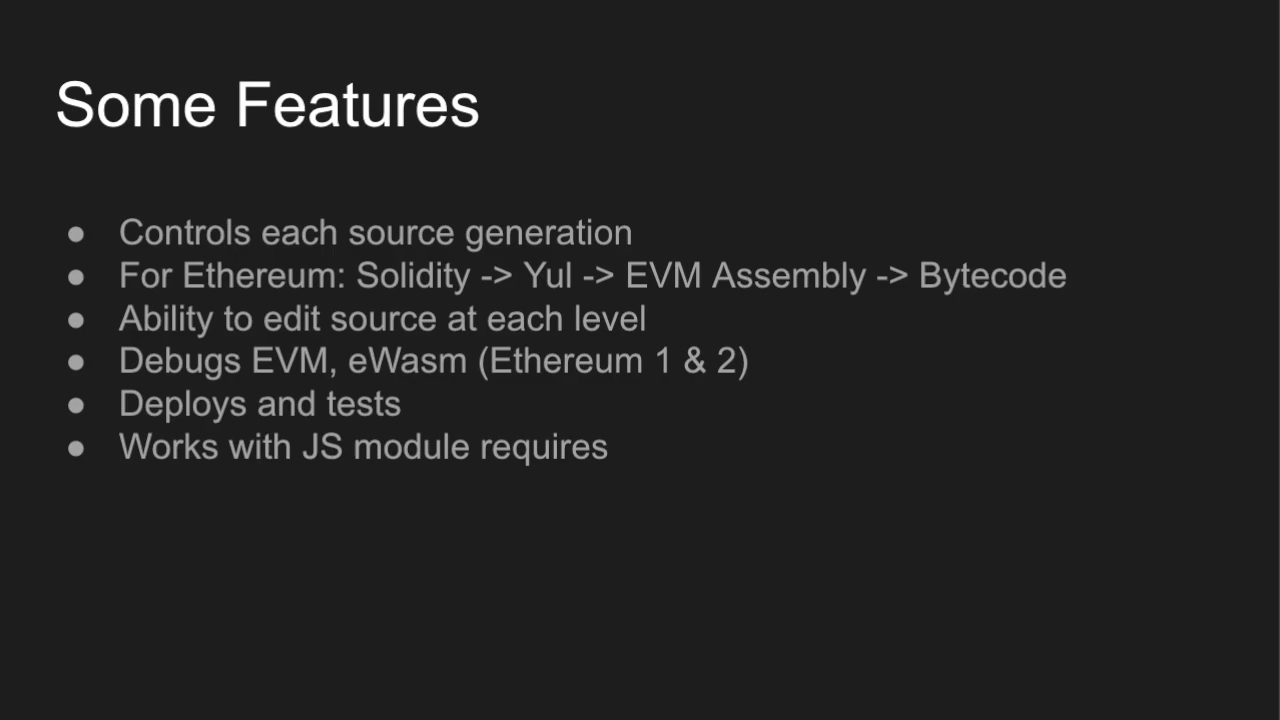 Some Features
● Controls each source generation
● For Ethereum: Solidity -> Yul -> EVM Assembly -> Bytecode
● Ability to edit source at each level
● Debugs EVM, eWasm (Ethereum 1 & 2)
● Deploys and tests
● Works with JS module requires